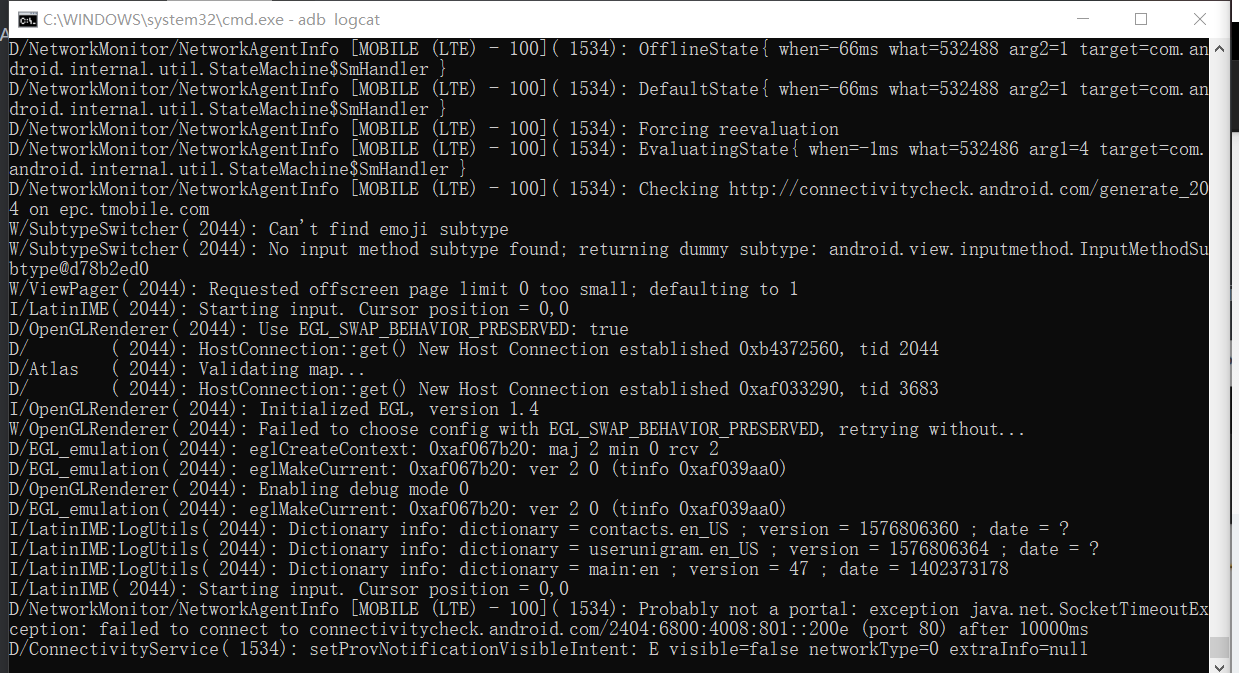 C:\WINDOWS\system32\cmd.exe - adb  logcat
D/NetworkMonitor/NetworkAgentInfo [MOBILE (LTE) - 100]( 1534): OfflineState{ when=-66ms what=532488 arg2=1 target=com.an
droid.internal.util.StateMachine$SmHandler }
D/NetworkMonitor/NetworkAgentInfo [MOBILE (LTE) - 100]( 1534): DefaultState{ when=-66ms what=532488 arg2=1 target=com.an
droid.internal.util.StateMachine$SmHandler }
D/NetworkMonitor/NetworkAgentInfo [MOBILE (LTE) - 100]( 1534): Forcing reevaluation
D/NetworkMonitor/NetworkAgentInfo [MOBILE (LTE) - 100]( 1534): EvaluatingState{ when=-1ms what=532486 arg1=4 target=com.
android.internal.util.StateMachine$SmHandler }
D/NetworkMonitor/NetworkAgentInfo [MOBILE (LTE) - 100]( 1534): Checking http://connectivitycheck.android.com/generate_20
4 on epc.tmobile.com
W/SubtypeSwitcher( 2044): Can't find emoji subtype
W/SubtypeSwitcher( 2044): No input method subtype found; returning dummy subtype: android.view.inputmethod.InputMethodSu
btype@d78b2ed0
W/ViewPager( 2044): Requested offscreen page limit 0 too small; defaulting to 1
I/LatinIME( 2044): Starting input. Cursor position = 0,0
D/OpenGLRenderer( 2044): Use EGL_SWAP_BEHAVIOR_PRESERVED: true
D/        ( 2044): HostConnection::get() New Host Connection established 0xb4372560, tid 2044
D/Atlas   ( 2044): Validating map...
D/        ( 2044): HostConnection::get() New Host Connection established 0xaf033290, tid 3683
I/OpenGLRenderer( 2044): Initialized EGL, version 1.4
W/OpenGLRenderer( 2044): Failed to choose config with EGL_SWAP_BEHAVIOR_PRESERVED, retrying without...
D/EGL_emulation( 2044): eglCreateContext: 0xaf067b20: maj 2 min 0 rcv 2
D/EGL_emulation( 2044): eglMakeCurrent: 0xaf067b20: ver 2 0 (tinfo 0xaf039aa0)
D/OpenGLRenderer( 2044): Enabling debug mode 0
D/EGL_emulation( 2044): eglMakeCurrent: 0xaf067b20: ver 2 0 (tinfo 0xaf039aa0)
I/LatinIME:LogUtils( 2044): Dictionary info: dictionary = contacts.en_US ; version = 1576806360 ; date = ?
I/LatinIME:LogUtils( 2044): Dictionary info: dictionary = userunigram.en_US ; version = 1576806364 ; date = ?
I/LatinIME:LogUtils( 2044): Dictionary info: dictionary = main:en ; version = 47 ; date = 1402373178
I/LatinIME( 2044): Starting input. Cursor position = 0,0
D/NetworkMonitor/NetworkAgentInfo [MOBILE (LTE) - 100]( 1534): Probably not a portal: exception java.net.SocketTimeoutEx
ception: failed to connect to connectivitycheck.android.com/2404:6800:4008:801::200e (port 80) after 10000ms
D/ConnectivityService( 1534): setProvNotificationVisibleIntent: E visible=false networkType=0 extraInfo=null